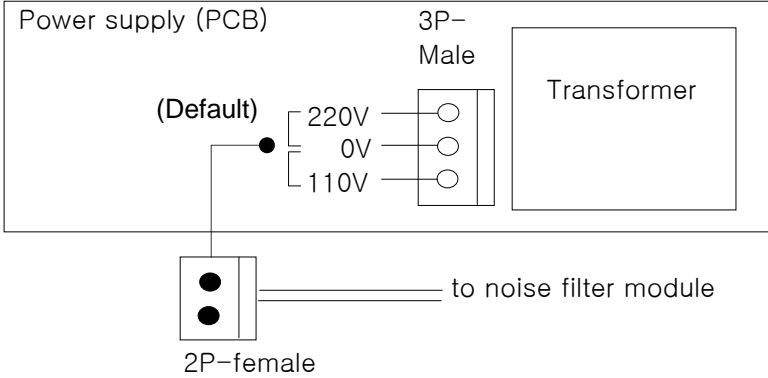 Power supply (PCB)
3P-
Male
Transformer
(Default)
220V
0V
110V
to noise filter module
2P-female